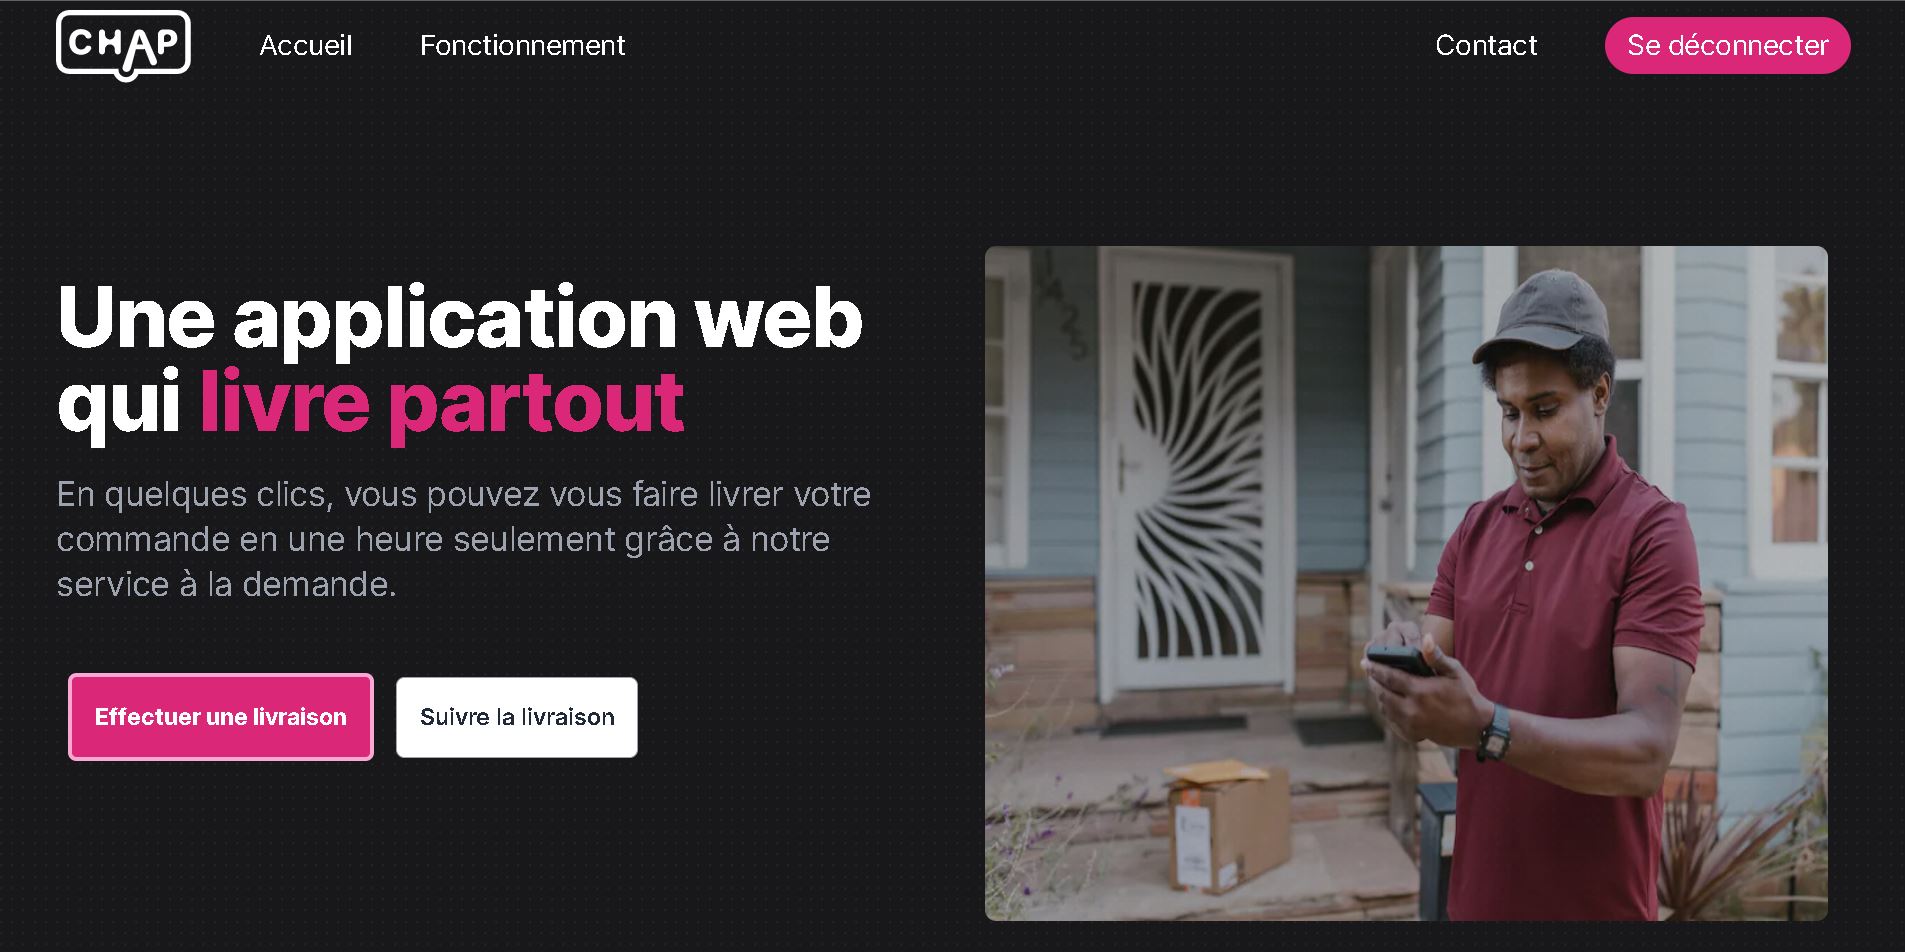 CHAP
Accueil
Fonctionnement
Contact
Se déconnecter
Une application web
qui livre partout
En quelques clics, vous pouvez vous faire livrer votre
commande en une heure seulement grâce à notre
service à la demande.
Effectuer une livraison
Suivre la livraison